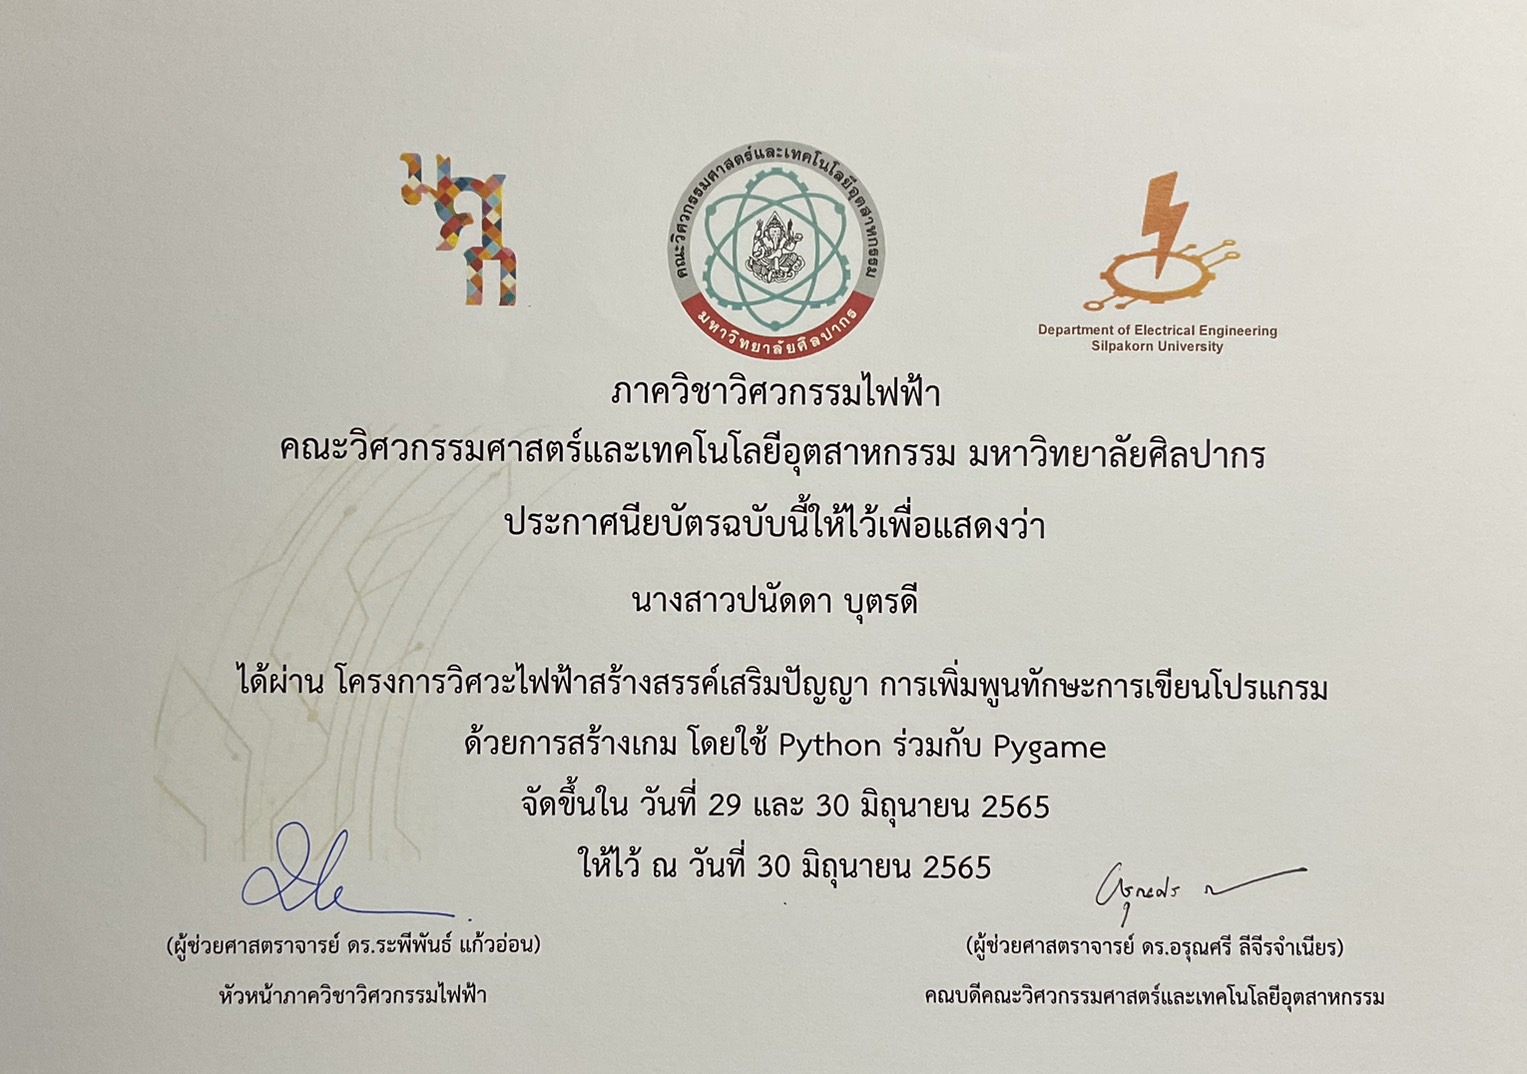 มศก
คณะวิศวกรรมศาสตร์และเทคโนโลยีอุตสาหกรรม
มหาวิทยาลัยศิลปากร
Department of Electrical Engineering
Silpakorn University
ภาควิชาวิศวกรรมไฟฟ้า
คณะวิศวกรรมศาสตร์และเทคโนโลยีอุตสาหกรรม มหาวิทยาลัยศิลปากร
ประกาศนียบัตรฉบับนี้ให้ไว้เพื่อแสดงว่า
นางสาวปนัดดา บุตรดี
ได้ผ่าน โครงการวิศวะไฟฟ้าสร้างสรรค์เสริมปัญญา การเพิ่มพูนทักษะการเขียนโปรแกรม
ด้วยการสร้างเกม โดยใช้ Python ร่วมกับ Pygame
จัดขึ้นใน วันที่ 29 และ 30 มิถุนายน 2565
ให้ไว้ ณ วันที่ 30 มิถุนายน 2565
(ผู้ช่วยศาสตราจารย์ ดร.ระพีพันธ์ แก้วอ่อน)
หัวหน้าภาควิชาวิศวกรรมไฟฟ้า
(ผู้ช่วยศาสตราจารย์ ดร.อรุณศรี ลีจีรจำเนียร)
คณบดีคณะวิศวกรรมศาสตร์และเทคโนโลยีอุตสาหกรรม